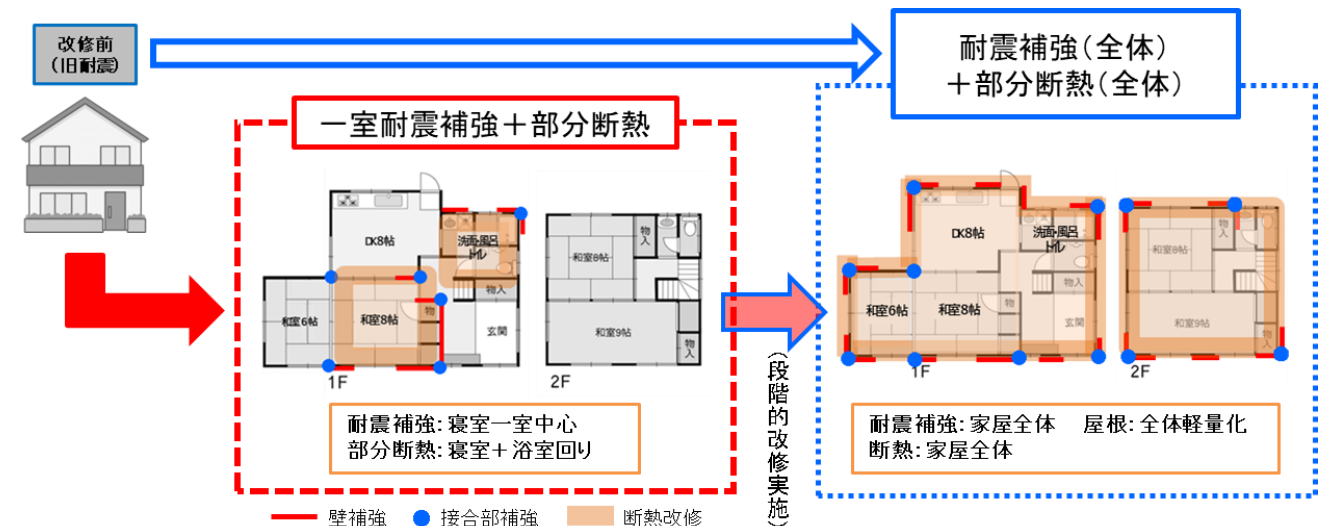 改修前
（旧耐震）
耐震補強（全体）
＋部分断熱（全体）
一室耐震補強＋部分断熱
DK8帖
洗面・風呂
トイレ
物入
和室6帖
和室8帖
物
玄関
1F
物入
和室8帖
和室9帖
物入
2F
耐震補強：寝室一室中心
部分断熱：寝室＋浴室回り
（段階的改修実施）
DK8帖
洗面・風呂
トイレ
物入
和室6帖
和室8帖
物
玄関
1F
物入
和室8帖
和室9帖
物入
2F
耐震補強：家屋全体　屋根：全体軽量化
断熱：家屋全体
壁補強
接合部補強
断熱改修